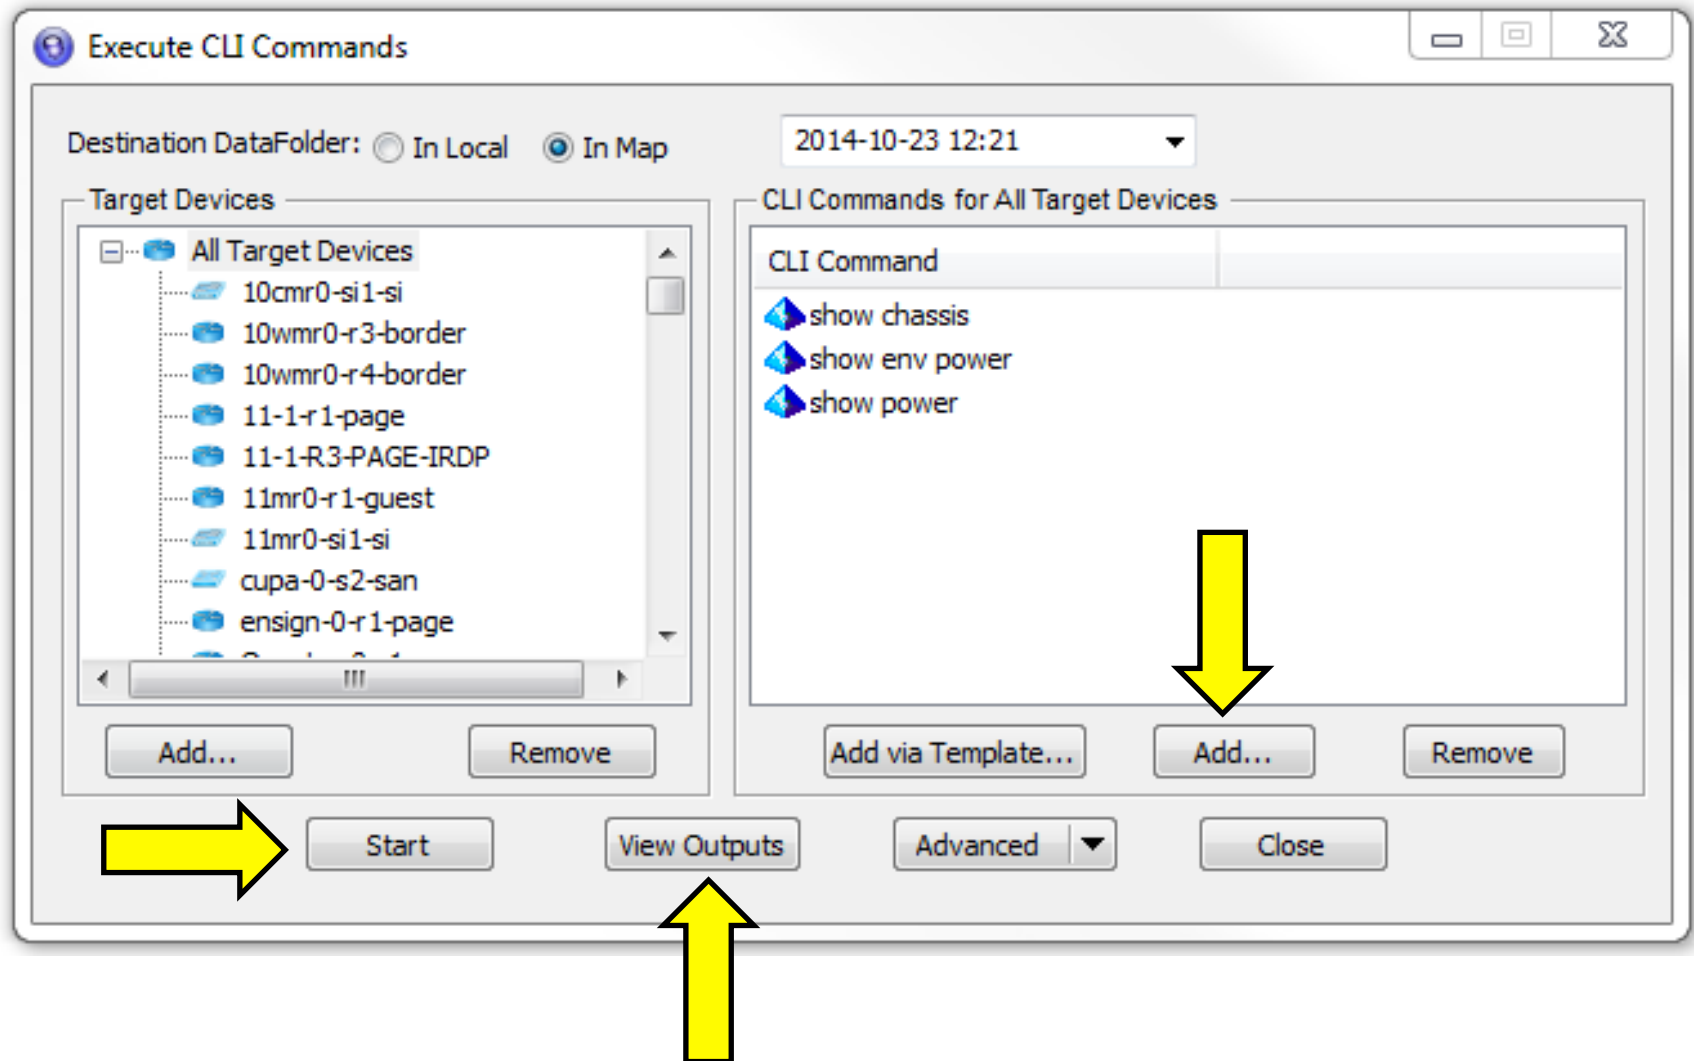 Execute CLI Commands
Destination DataFolder: In Local In Map 2014-10-23 12:21
Target Devices
All Target Devices
10cmr0-si1-si
10wmr0-r3-border
10wmr0-r4-border
11-1-r1-page
11-1-R3-PAGE-IRDP
11mr0-r1-guest
11mr0-si1-si
cupa-0-s2-san
ensign-0-r1-page
Add... Remove
CLI Commands for All Target Devices
CLI Command
show chassis
show env power
show power
Add via Template... Add... Remove
Start View Outputs Advanced Close